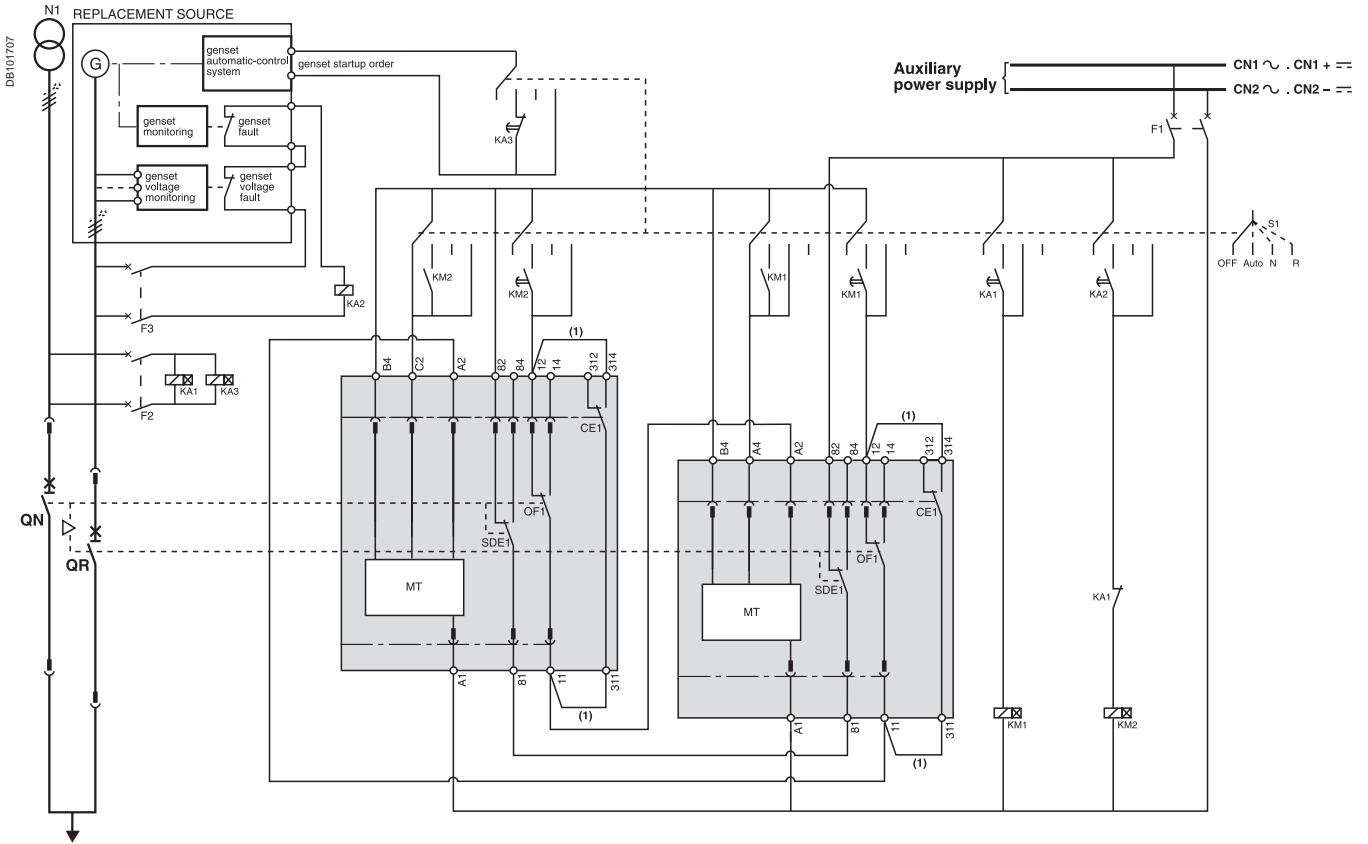 N1
REPLACEMENT SOURCE
DB101707
G
genset
automatic-control
system
genset startup order
genset
monitoring
genset
fault
genset
voltage
monitoring
genset
voltage
fault
KA3
Auxiliary
power supply
CN1 ∼ . CN1 + ⎓
CN2 ∼ . CN2 – ⎓
F1
S1
OFF Auto N R
KM2
KM2
KM1
KM1
KA1
KA2
KA2
F3
KA1
KA3
F2
(1)
B4
C2
A2
82
84
12
14
312
314
CE1
(1)
B4
A4
A2
82
84
12
14
312
314
CE1
QN
OF1
SDE1
QR
OF1
SDE1
MT
MT
KA1
A1
81
11
311
(1)
A1
81
11
311
(1)
KM1
KM2